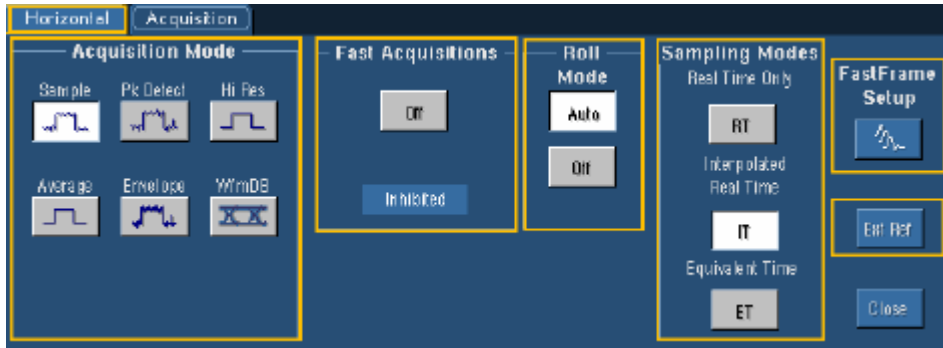 Horizontal Acquisition
Acquisition Mode
Sample Pk Detect Hi Res
Average Envelope WfmDB
Fast Acquisitions
Off
Inhibited
Roll
Mode
Auto
Off
Sampling Modes
Real Time Only
RT
Interpolated
Real Time
IT
Equivalent Time
ET
FastFrame
Setup
Ext Ref
Close